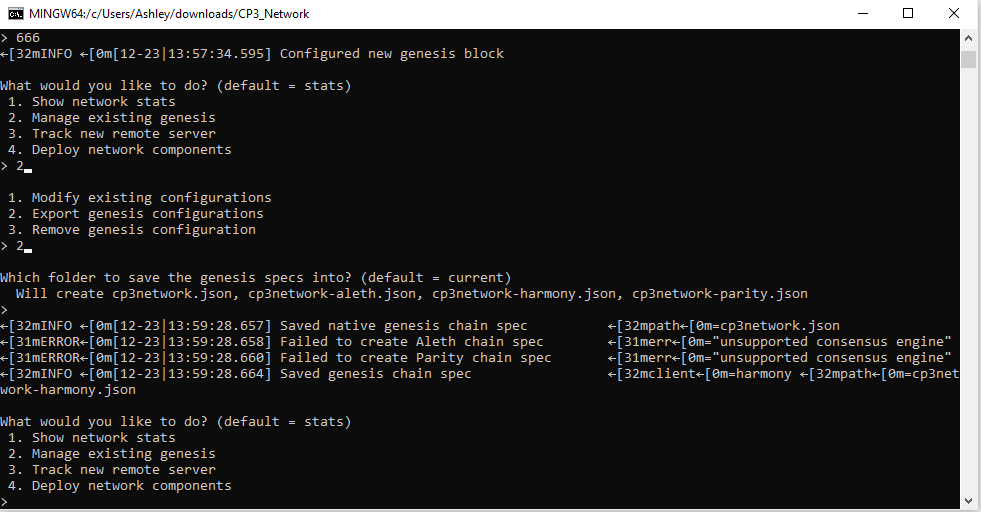 MINGW64:/c/Users/Ashley/downloads/CP3_Network
> 666
←[32mINFO ←[0m[12-23|13:57:34.595] Configured new genesis block
What would you like to do? (default = stats)
1. Show network stats
2. Manage existing genesis
3. Track new remote server
4. Deploy network components
> 2
1. Modify existing configurations
2. Export genesis configurations
3. Remove genesis configuration
> 2
Which folder to save the genesis specs into? (default = current)
Will create cp3network.json, cp3network-aleth.json, cp3network-harmony.json, cp3network-parity.json
>
←[32mINFO ←[0m[12-23|13:59:28.657] Saved native genesis chain spec ←[32mpath←[0m=cp3network.json
←[31mERROR←[0m[12-23|13:59:28.658] Failed to create Aleth chain spec ←[31merr←[0m="unsupported consensus engine"
←[31mERROR←[0m[12-23|13:59:28.660] Failed to create Parity chain spec ←[31merr←[0m="unsupported consensus engine"
←[32mINFO ←[0m[12-23|13:59:28.664] Saved genesis chain spec ←[32mclient←[0m=harmony ←[32mpath←[0m=cp3net
work-harmony.json
What would you like to do? (default = stats)
1. Show network stats
2. Manage existing genesis
3. Track new remote server
4. Deploy network components
>